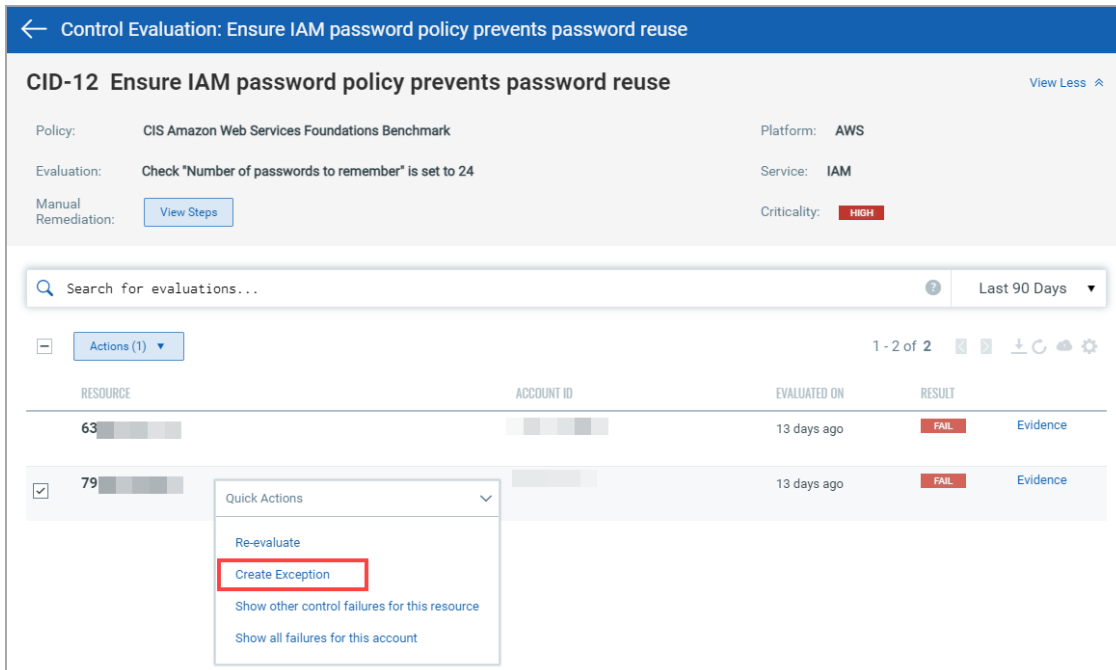 Control Evaluation: Ensure IAM password policy prevents password reuse
CID-12 Ensure IAM password policy prevents password reuse
View Less
Policy: CIS Amazon Web Services Foundations Benchmark
Platform: AWS
Evaluation: Check "Number of passwords to remember" is set to 24
Service: IAM
Manual
Remediation:
View Steps
Criticality: HIGH
Search for evaluations...
Last 90 Days
Actions (1)
1 - 2 of 2
RESOURCE ACCOUNT ID EVALUATED ON RESULT
63 13 days ago FAIL Evidence
79 13 days ago FAIL Evidence
Quick Actions
Re-evaluate
Create Exception
Show other control failures for this resource
Show all failures for this account